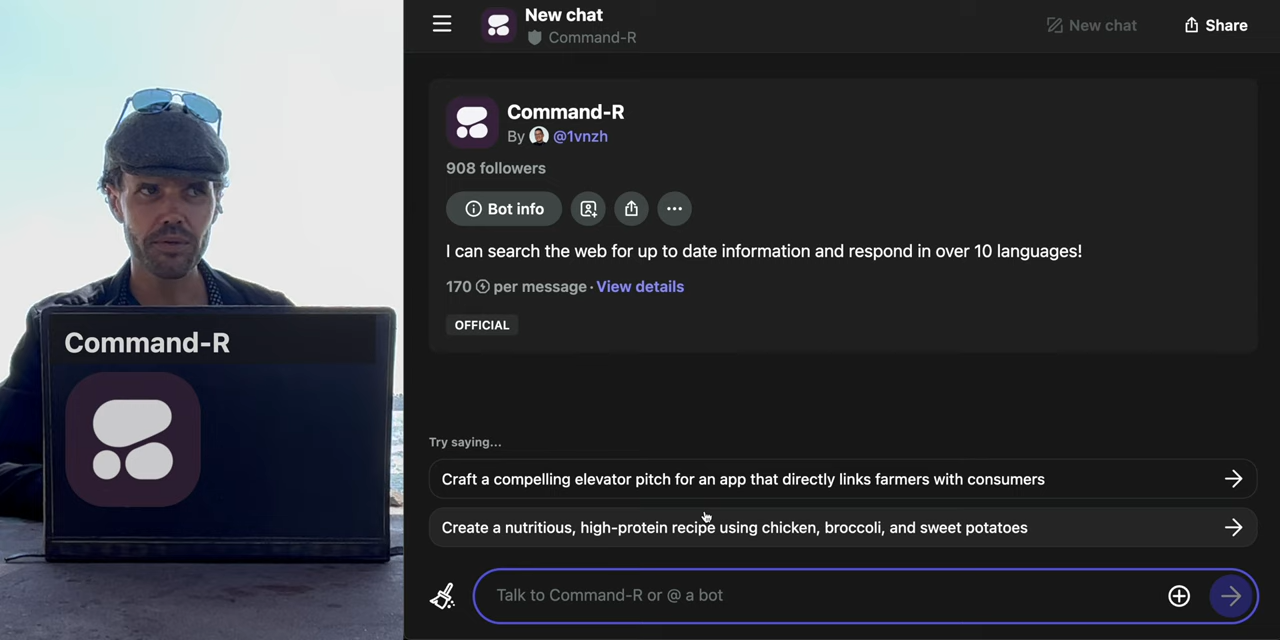 Command-R
New chat
Command-R
New chat
Share
Command-R
By @1vnzh
908 followers
Bot info
I can search the web for up to date information and respond in over 10 languages!
170 per message · View details
OFFICIAL
Try saying...
Craft a compelling elevator pitch for an app that directly links farmers with consumers
Create a nutritious, high-protein recipe using chicken, broccoli, and sweet potatoes
Talk to Command-R or @ a bot